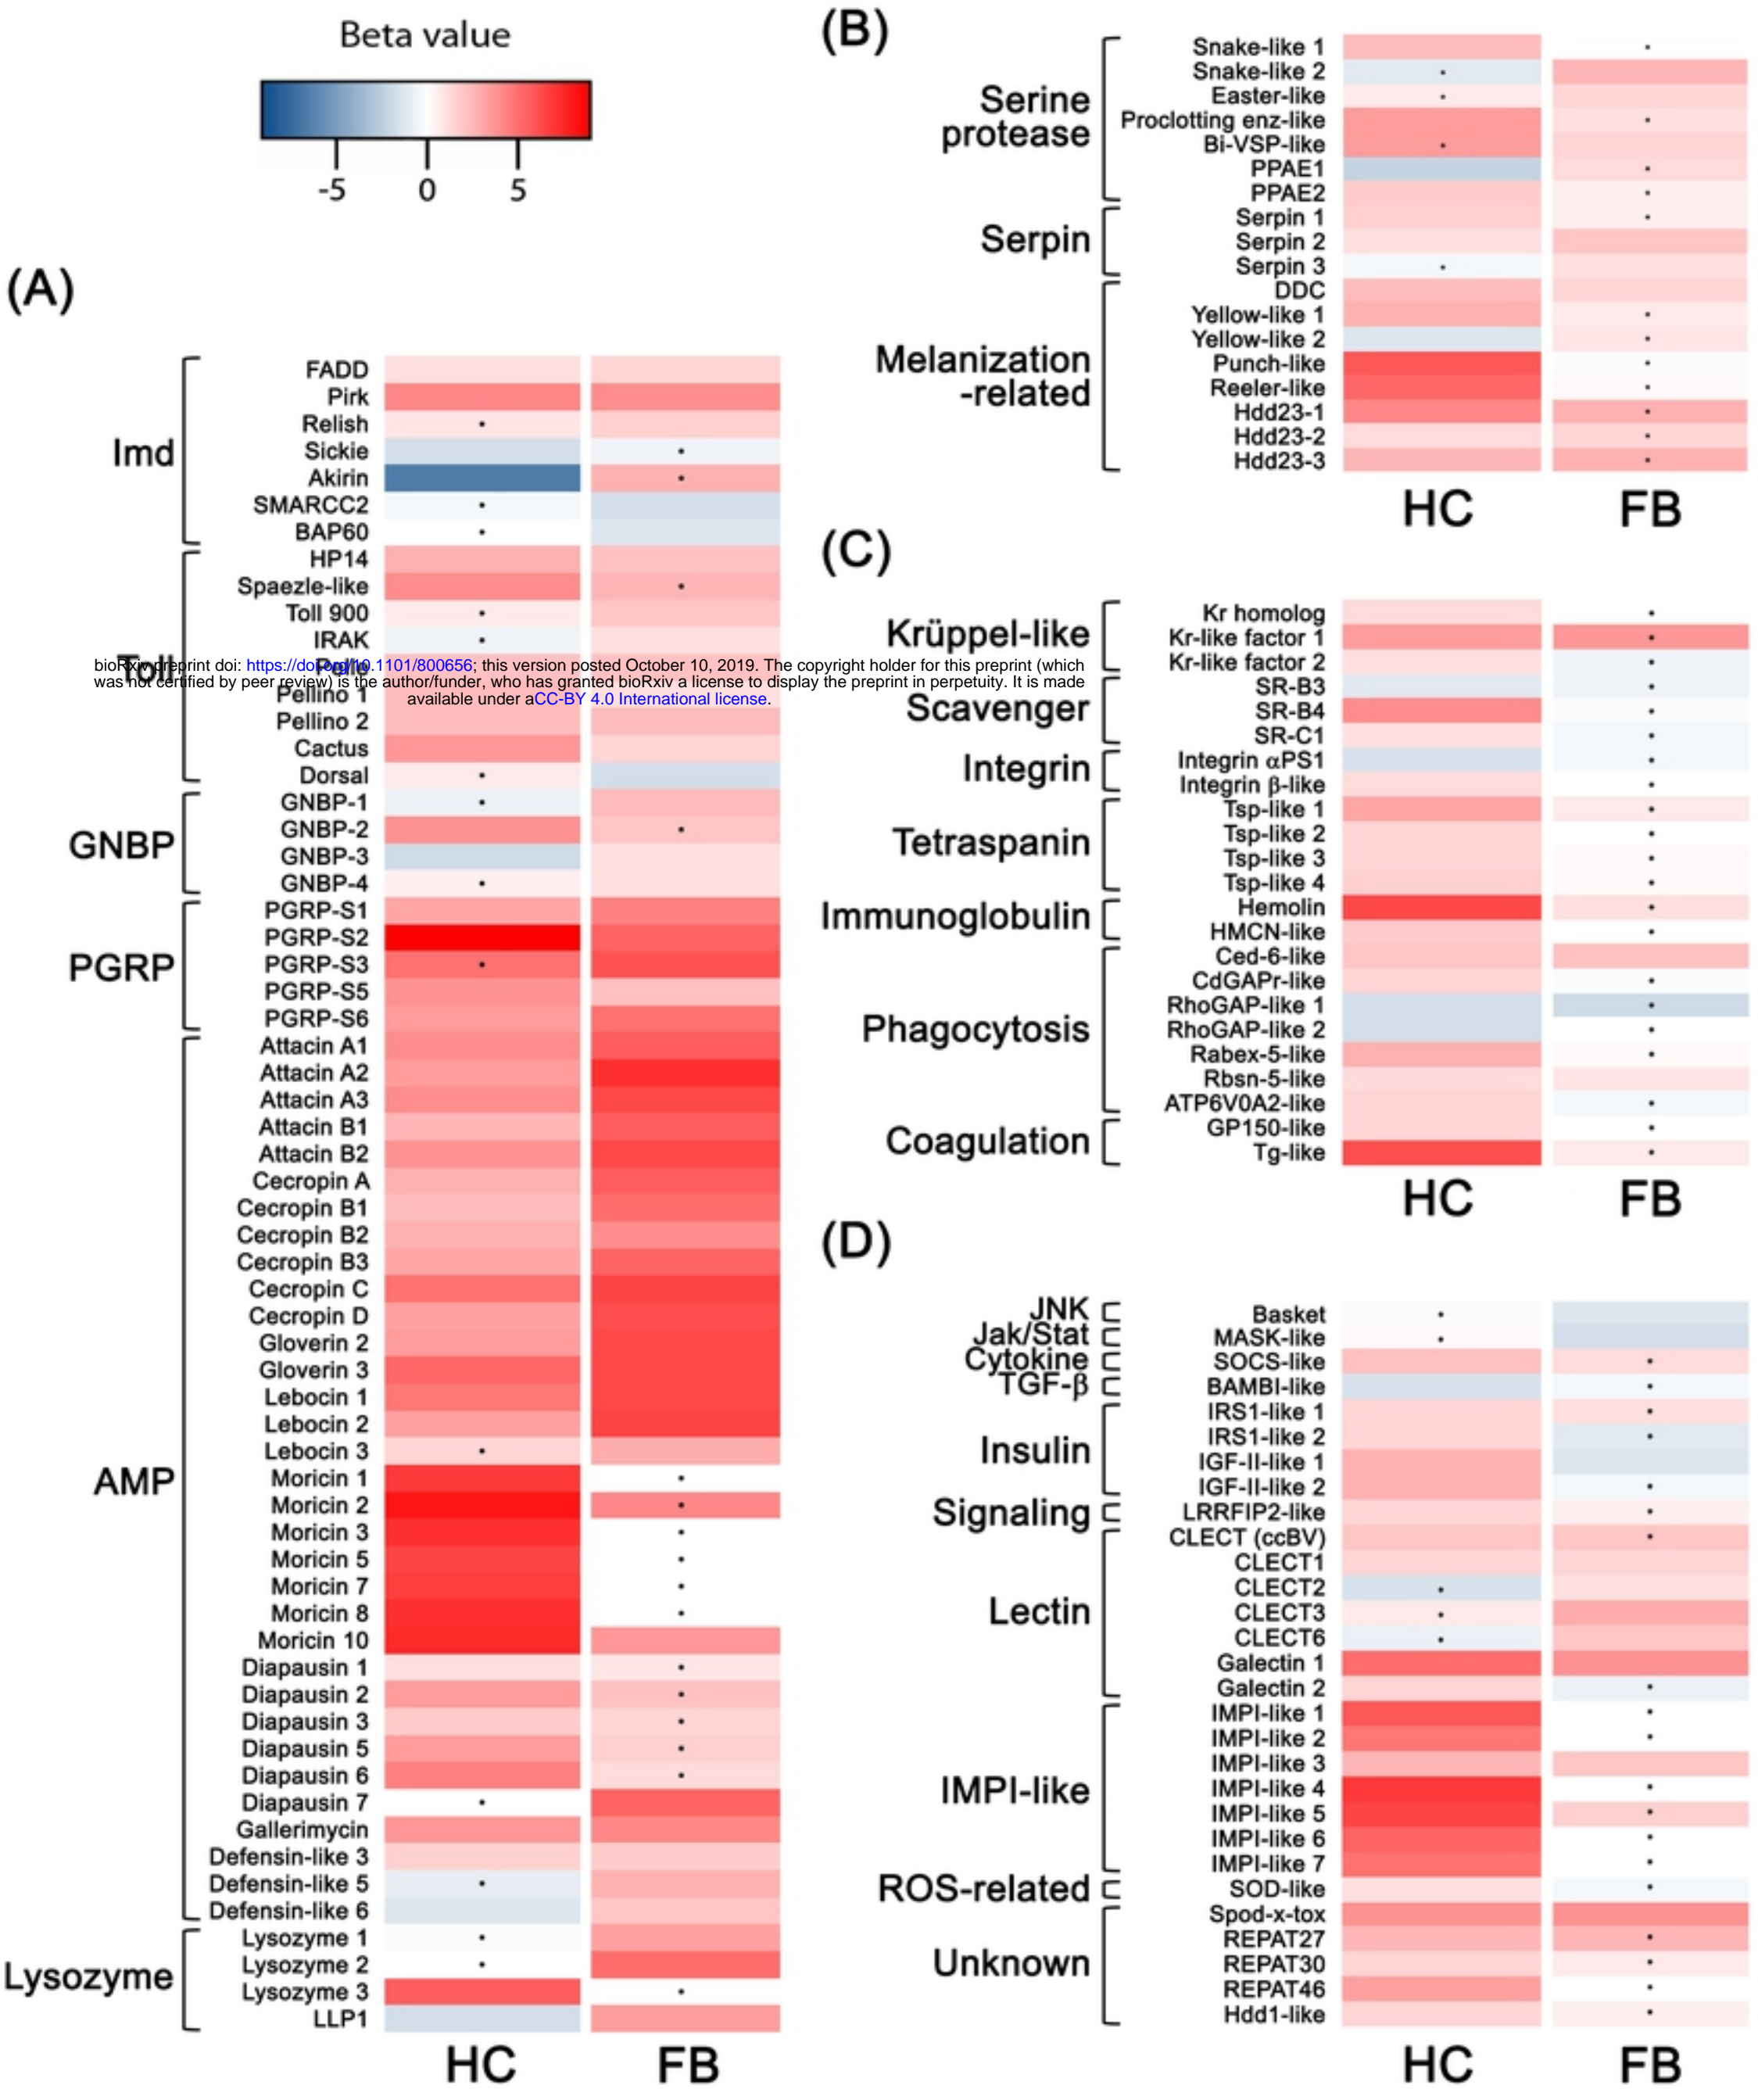 Beta value
-5 0 5
(A)
Imd
FADD
Pirk
Relish
Sickie
Akirin
SMARCC2
BAP60
Toll
HP14
Spaezle-like
Toll 900
IRAK
bioRxiv preprint doi: https://doi.org/10.1101/800656; this version posted October 10, 2019. The copyright holder for this preprint (which
was not certified by peer review) is the author/funder, who has granted bioRxiv a license to display the preprint in perpetuity. It is made
available under aCC-BY 4.0 International license.
Pellino 1
Pellino 2
Cactus
Dorsal
GNBP
GNBP-1
GNBP-2
GNBP-3
GNBP-4
PGRP
PGRP-S1
PGRP-S2
PGRP-S3
PGRP-S5
PGRP-S6
AMP
Attacin A1
Attacin A2
Attacin A3
Attacin B1
Attacin B2
Cecropin A
Cecropin B1
Cecropin B2
Cecropin B3
Cecropin C
Cecropin D
Gloverin 2
Gloverin 3
Lebocin 1
Lebocin 2
Lebocin 3
Moricin 1
Moricin 2
Moricin 3
Moricin 5
Moricin 7
Moricin 8
Moricin 10
Diapausin 1
Diapausin 2
Diapausin 3
Diapausin 5
Diapausin 6
Diapausin 7
Gallerimycin
Defensin-like 3
Defensin-like 5
Defensin-like 6
Lysozyme
Lysozyme 1
Lysozyme 2
Lysozyme 3
LLP1
HC FB
(B)
Serine
protease
Snake-like 1
Snake-like 2
Easter-like
Proclotting enz-like
Bi-VSP-like
PPAE1
PPAE2
Serpin
Serpin 1
Serpin 2
Serpin 3
Melanization
-related
DDC
Yellow-like 1
Yellow-like 2
Punch-like
Reeler-like
Hdd23-1
Hdd23-2
Hdd23-3
HC FB
(C)
Krüppel-like
Kr homolog
Kr-like factor 1
Kr-like factor 2
Scavenger
SR-B3
SR-B4
SR-C1
Integrin
Integrin αPS1
Integrin β-like
Tetraspanin
Tsp-like 1
Tsp-like 2
Tsp-like 3
Tsp-like 4
Immunoglobulin
Hemolin
HMCN-like
Phagocytosis
Ced-6-like
CdGAPr-like
RhoGAP-like 1
RhoGAP-like 2
Rabex-5-like
Rbsn-5-like
ATP6V0A2-like
Coagulation
GP150-like
Tg-like
HC FB
(D)
JNK
Basket
Jak/Stat
MASK-like
Cytokine
SOCS-like
TGF-β
BAMBI-like
Insulin
IRS1-like 1
IRS1-like 2
IGF-II-like 1
IGF-II-like 2
Signaling
LRRFIP2-like
Lectin
CLECT (ccBV)
CLECT1
CLECT2
CLECT3
CLECT6
Galectin 1
Galectin 2
IMPI-like
IMPI-like 1
IMPI-like 2
IMPI-like 3
IMPI-like 4
IMPI-like 5
IMPI-like 6
IMPI-like 7
ROS-related
SOD-like
Unknown
Spod-x-tox
REPAT27
REPAT30
REPAT46
Hdd1-like
HC FB